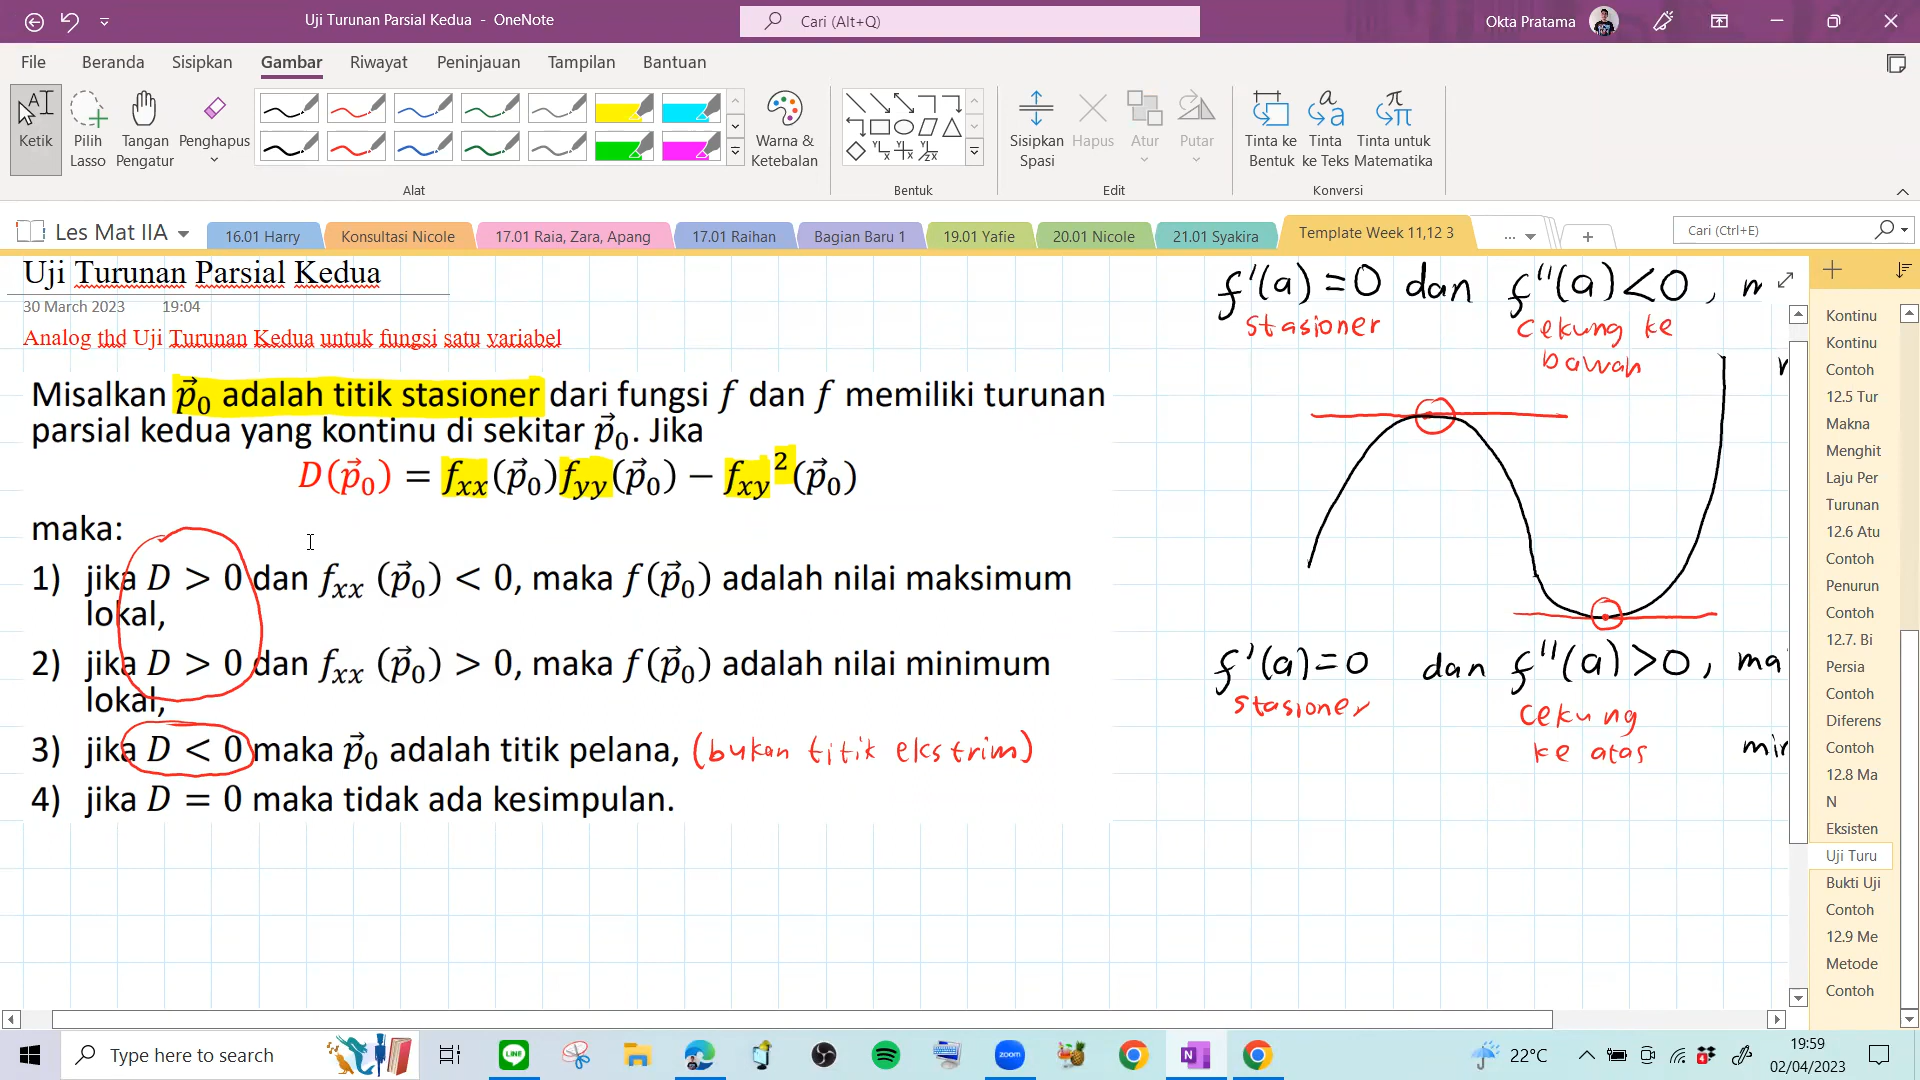 Uji Turunan Parsial Kedua - OneNote
Cari (Alt+Q)
Okta Pratama
File Beranda Sisipkan Gambar Riwayat Peninjauan Tampilan Bantuan
Ketik
Pilih Lasso
Tangan Pengatur
Penghapus
Warna & Ketebalan
Sisipkan Spasi
Hapus
Atur
Putar
Tinta ke Bentuk
Tinta ke Teks
Tinta untuk Matematika
Alat Bentuk Edit Konversi
Les Mat IIA
16.01 Harry
Konsultasi Nicole
17.01 Raia, Zara, Apang
17.01 Raihan
Bagian Baru 1
19.01 Yafie
20.01 Nicole
21.01 Syakira
Template Week 11,12 3
...
Cari (Ctrl+E)
Uji Turunan Parsial Kedua
30 March 2023 19:04
Analog thd Uji Turunan Kedua untuk fungsi satu variabel
Misalkan p⃗₀ adalah titik stasioner dari fungsi f dan f memiliki turunan
parsial kedua yang kontinu di sekitar p⃗₀. Jika
D(p⃗₀) = fₓₓ(p⃗₀)f_yy(p⃗₀) − f_xy²(p⃗₀)
maka:
1) jika D > 0 dan fₓₓ (p⃗₀) < 0, maka f(p⃗₀) adalah nilai maksimum
lokal,
2) jika D > 0 dan fₓₓ (p⃗₀) > 0, maka f(p⃗₀) adalah nilai minimum
lokal,
3) jika D < 0 maka p⃗₀ adalah titik pelana, (bukan titik ekstrim)
4) jika D = 0 maka tidak ada kesimpulan.
f'(a)=0 dan f''(a)<0, m
stasioner cekung ke
bawah
f'(a)=0 dan f''(a)>0, ma
stasioner cekung
ke atas min
Kontinu
Kontinu
Contoh
12.5 Tur
Makna
Menghit
Laju Per
Turunan
12.6 Atu
Contoh
Penurun
Contoh
12.7. Bi
Persia
Contoh
Diferens
Contoh
12.8 Ma
N
Eksisten
Uji Turu
Bukti Uji
Contoh
12.9 Me
Metode
Contoh
Type here to search
LINE
zoom
22°C
19:59
02/04/2023